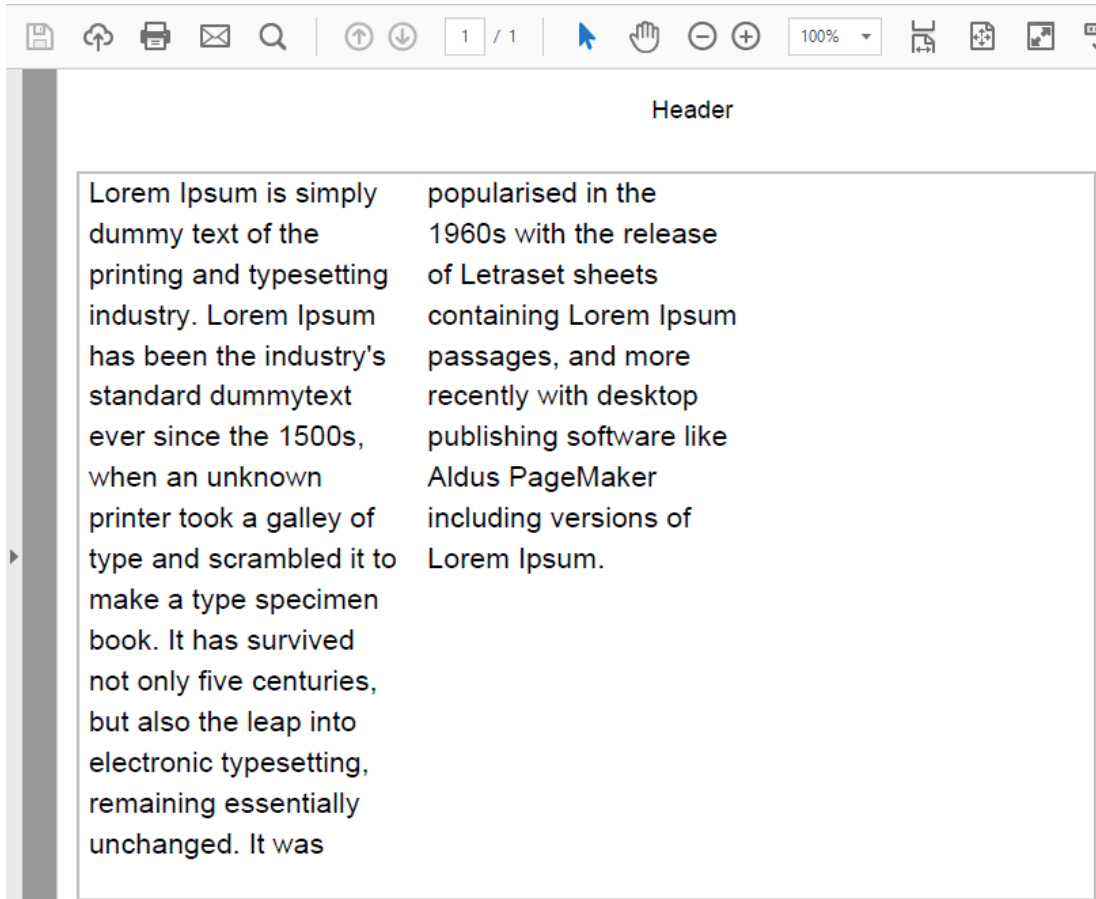 1 / 1
100%
Header
Lorem Ipsum is simply
dummy text of the
printing and typesetting
industry. Lorem Ipsum
has been the industry's
standard dummytext
ever since the 1500s,
when an unknown
printer took a galley of
type and scrambled it to
make a type specimen
book. It has survived
not only five centuries,
but also the leap into
electronic typesetting,
remaining essentially
unchanged. It was
popularised in the
1960s with the release
of Letraset sheets
containing Lorem Ipsum
passages, and more
recently with desktop
publishing software like
Aldus PageMaker
including versions of
Lorem Ipsum.